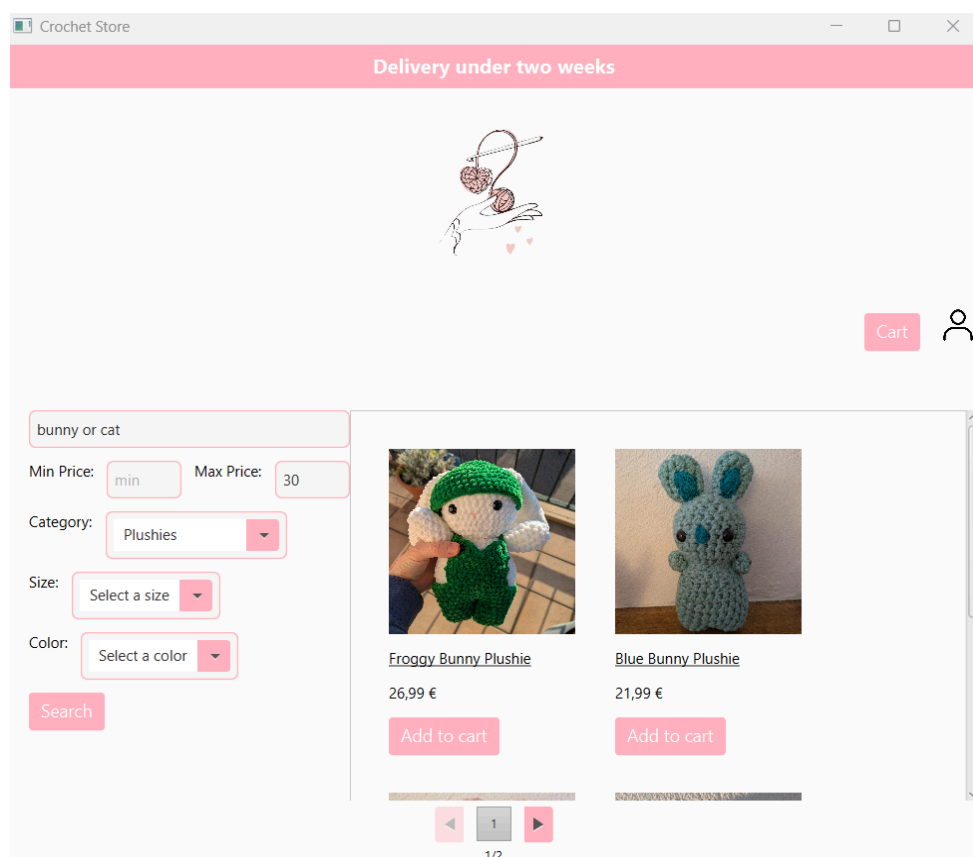 Crochet Store
Delivery under two weeks
Cart
bunny or cat
Min Price: min Max Price: 30
Category: Plushies
Size: Select a size
Color: Select a color
Search
Froggy Bunny Plushie Blue Bunny Plushie
26,99 € 21,99 €
Add to cart Add to cart
1
1/2